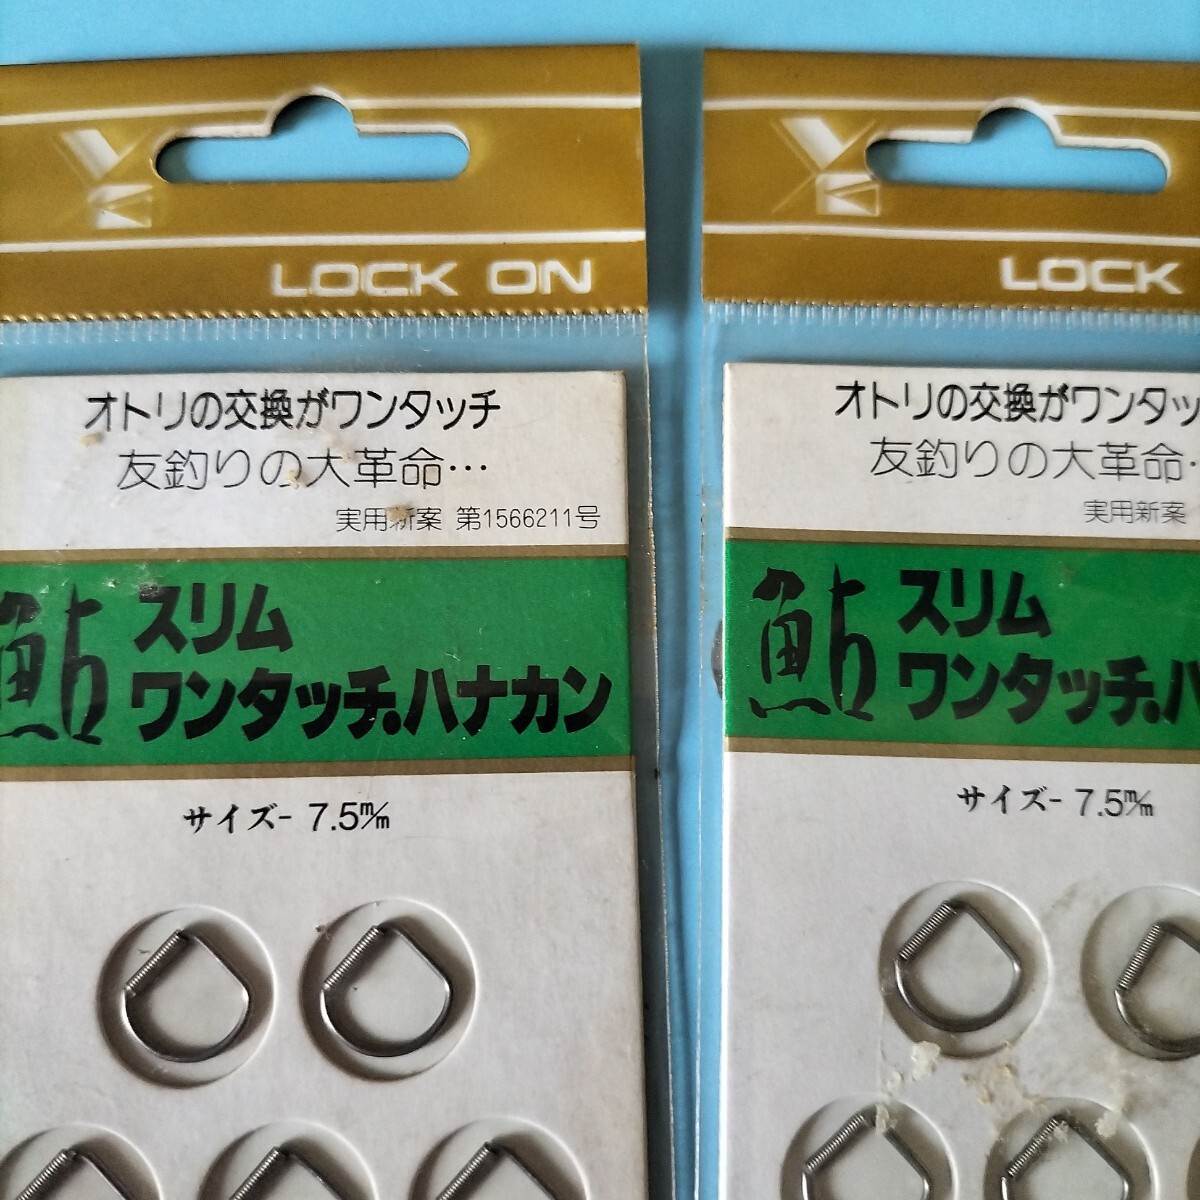 LOCK ON
オトリの交換がワンタッチ
友釣りの大革命…
実用新案 第1566211号
鮎 スリム
ワンタッチ.ハナカン
サイズ- 7.5m/m
LOCK
オトリの交換がワンタッ
友釣りの大革命…
実用新案
鮎 スリム
ワンタッチ.ハ
サイズ- 7.5m/m